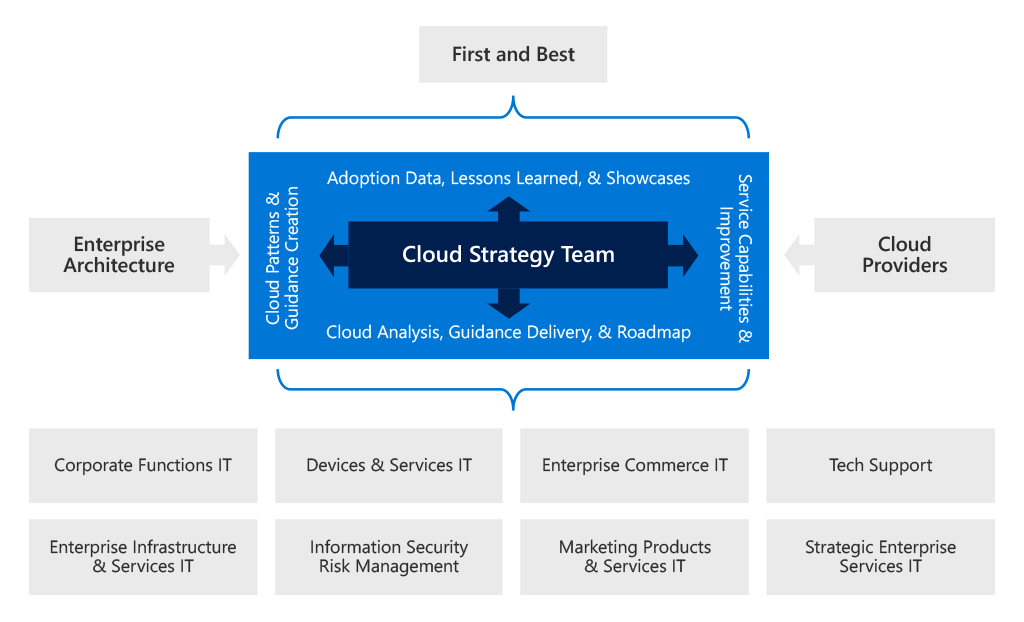 First and Best
Adoption Data, Lessons Learned, & Showcases
Enterprise
Architecture
Cloud Patterns &
Guidance Creation
Cloud Strategy Team
Service Capabilities &
Improvement
Cloud
Providers
Cloud Analysis, Guidance Delivery, & Roadmap
Corporate Functions IT
Devices & Services IT
Enterprise Commerce IT
Tech Support
Enterprise Infrastructure
& Services IT
Information Security
Risk Management
Marketing Products
& Services IT
Strategic Enterprise
Services IT